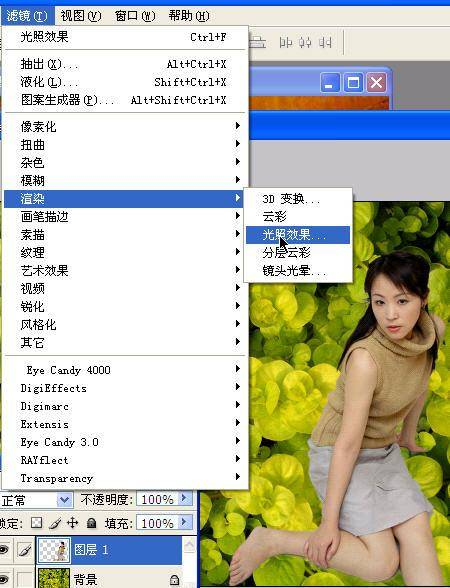 滤镜(T) 视图(V) 窗口(W) 帮助(H)
光照效果 Ctrl+F
抽出(X)... Alt+Ctrl+X
液化(L)... Shift+Ctrl+X
图案生成器(P)... Alt+Shift+Ctrl+X
像素化
扭曲
杂色
模糊
渲染
3D 变换...
云彩
光照效果...
分层云彩
镜头光晕...
画笔描边
素描
纹理
艺术效果
视频
锐化
风格化
其它
Eye Candy 4000
DigiEffects
Digimarc
Extensis
Eye Candy 3.0
RAYflect
Transparency
正常 不透明度: 100%
锁定: 填充: 100%
图层 1
背景